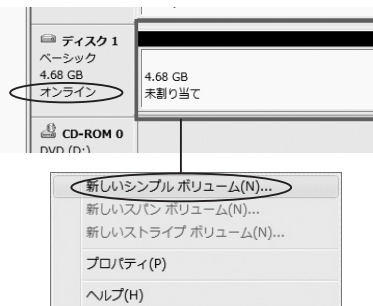 ディスク 1
ベーシック
4.68 GB
オンライン
4.68 GB
未割り当て
CD-ROM 0
DVD (D:)
新しいシンプル ボリューム(N)...
新しいスパン ボリューム(N)...
新しいストライプ ボリューム(N)...
プロパティ(P)
ヘルプ(H)